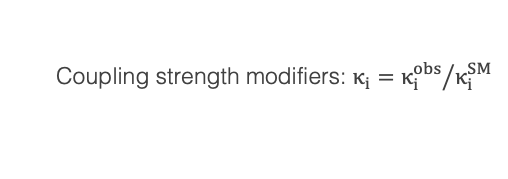 Coupling strength modifiers: κᵢ = κᵢᵒᵇˢ/κᵢˢᴹ